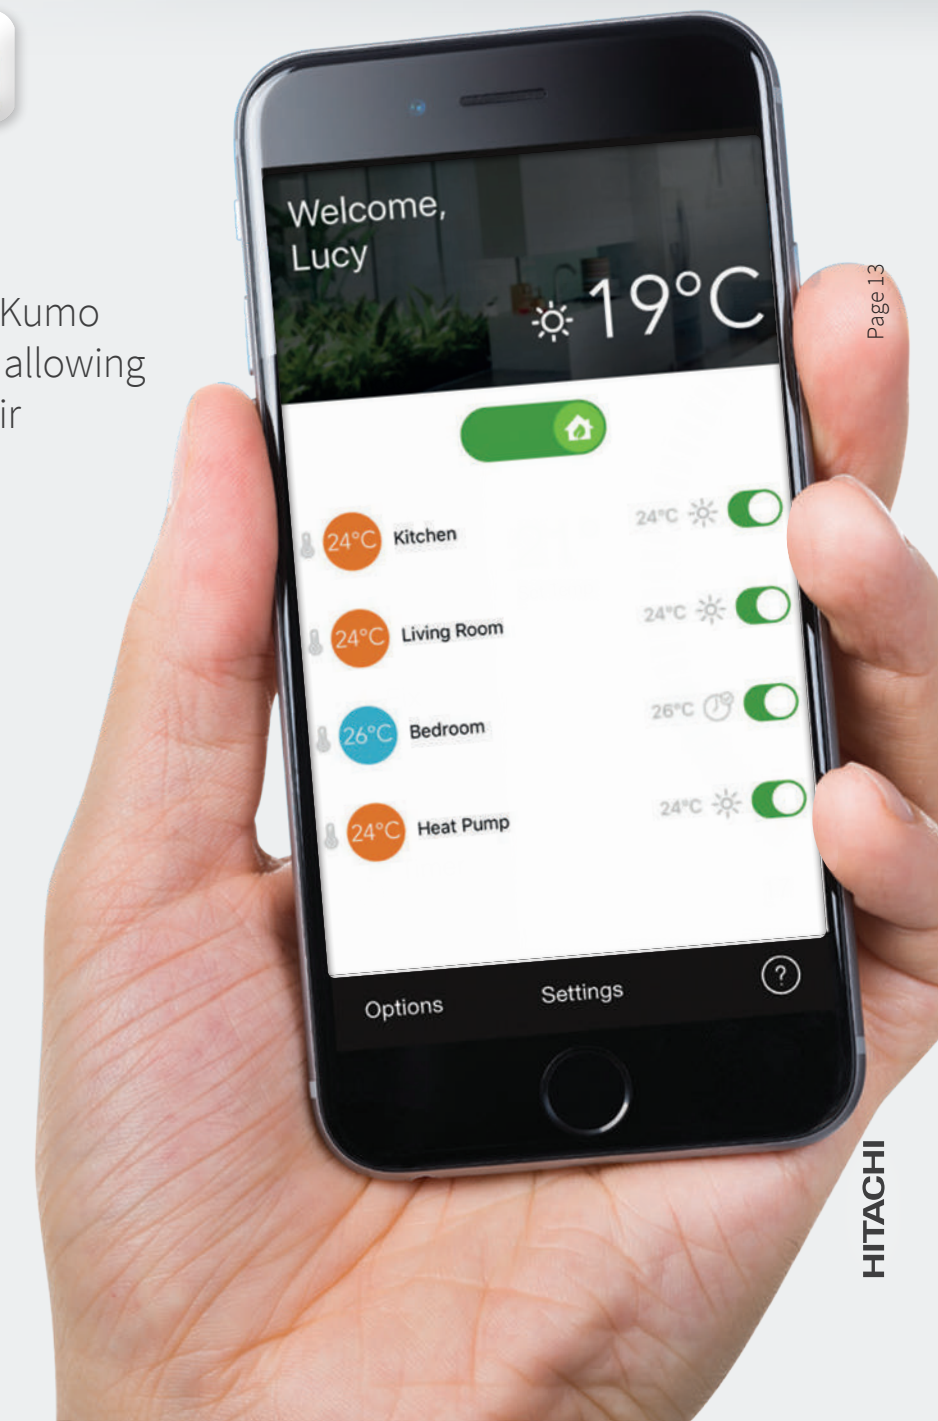 Kumo
allowing
ir
Welcome,
Lucy
19°C
24°C Kitchen 24°C
24°C Living Room 24°C
26°C Bedroom 26°C
24°C Heat Pump 24°C
Options Settings ?
Page 13
HITACHI